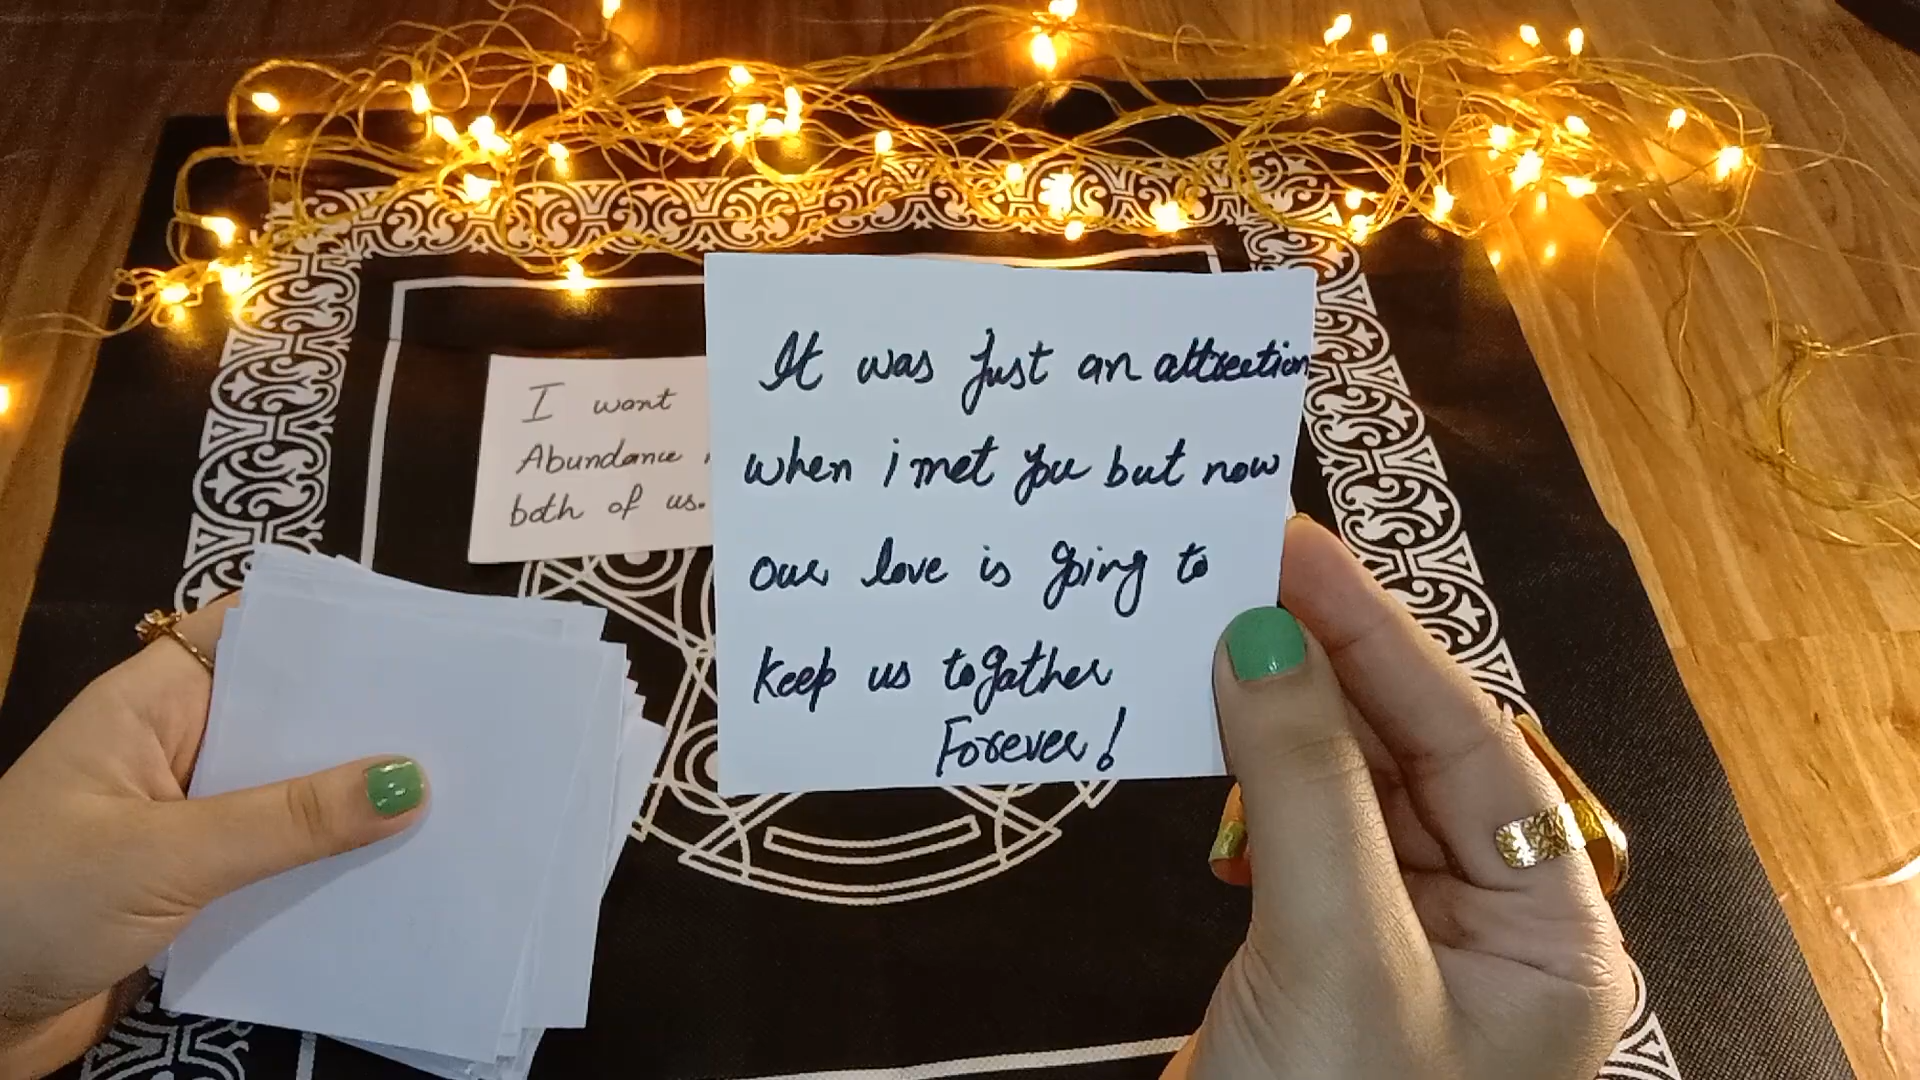 I want
Abundance
both of us.
It was Just an attraction
when i met you but now
our love is going to
keep us togather
Forever!